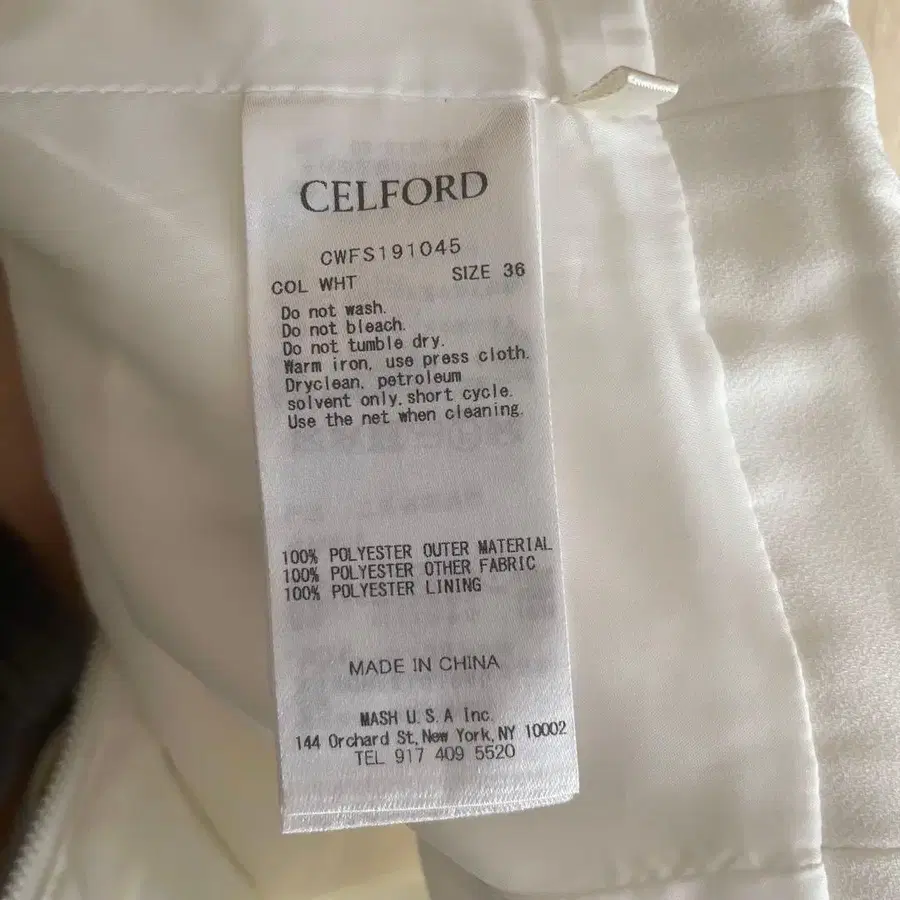 CELFORD
CWFS191045
COL WHT SIZE 36
Do not wash.
Do not bleach.
Do not tumble dry.
Warm iron, use press cloth.
Dryclean, petroleum
solvent only, short cycle.
Use the net when cleaning.
100% POLYESTER OUTER MATERIAL
100% POLYESTER OTHER FABRIC
100% POLYESTER LINING
MADE IN CHINA
MASH U.S.A Inc.
144 Orchard St, New York, NY 10002
TEL 917 409 5520